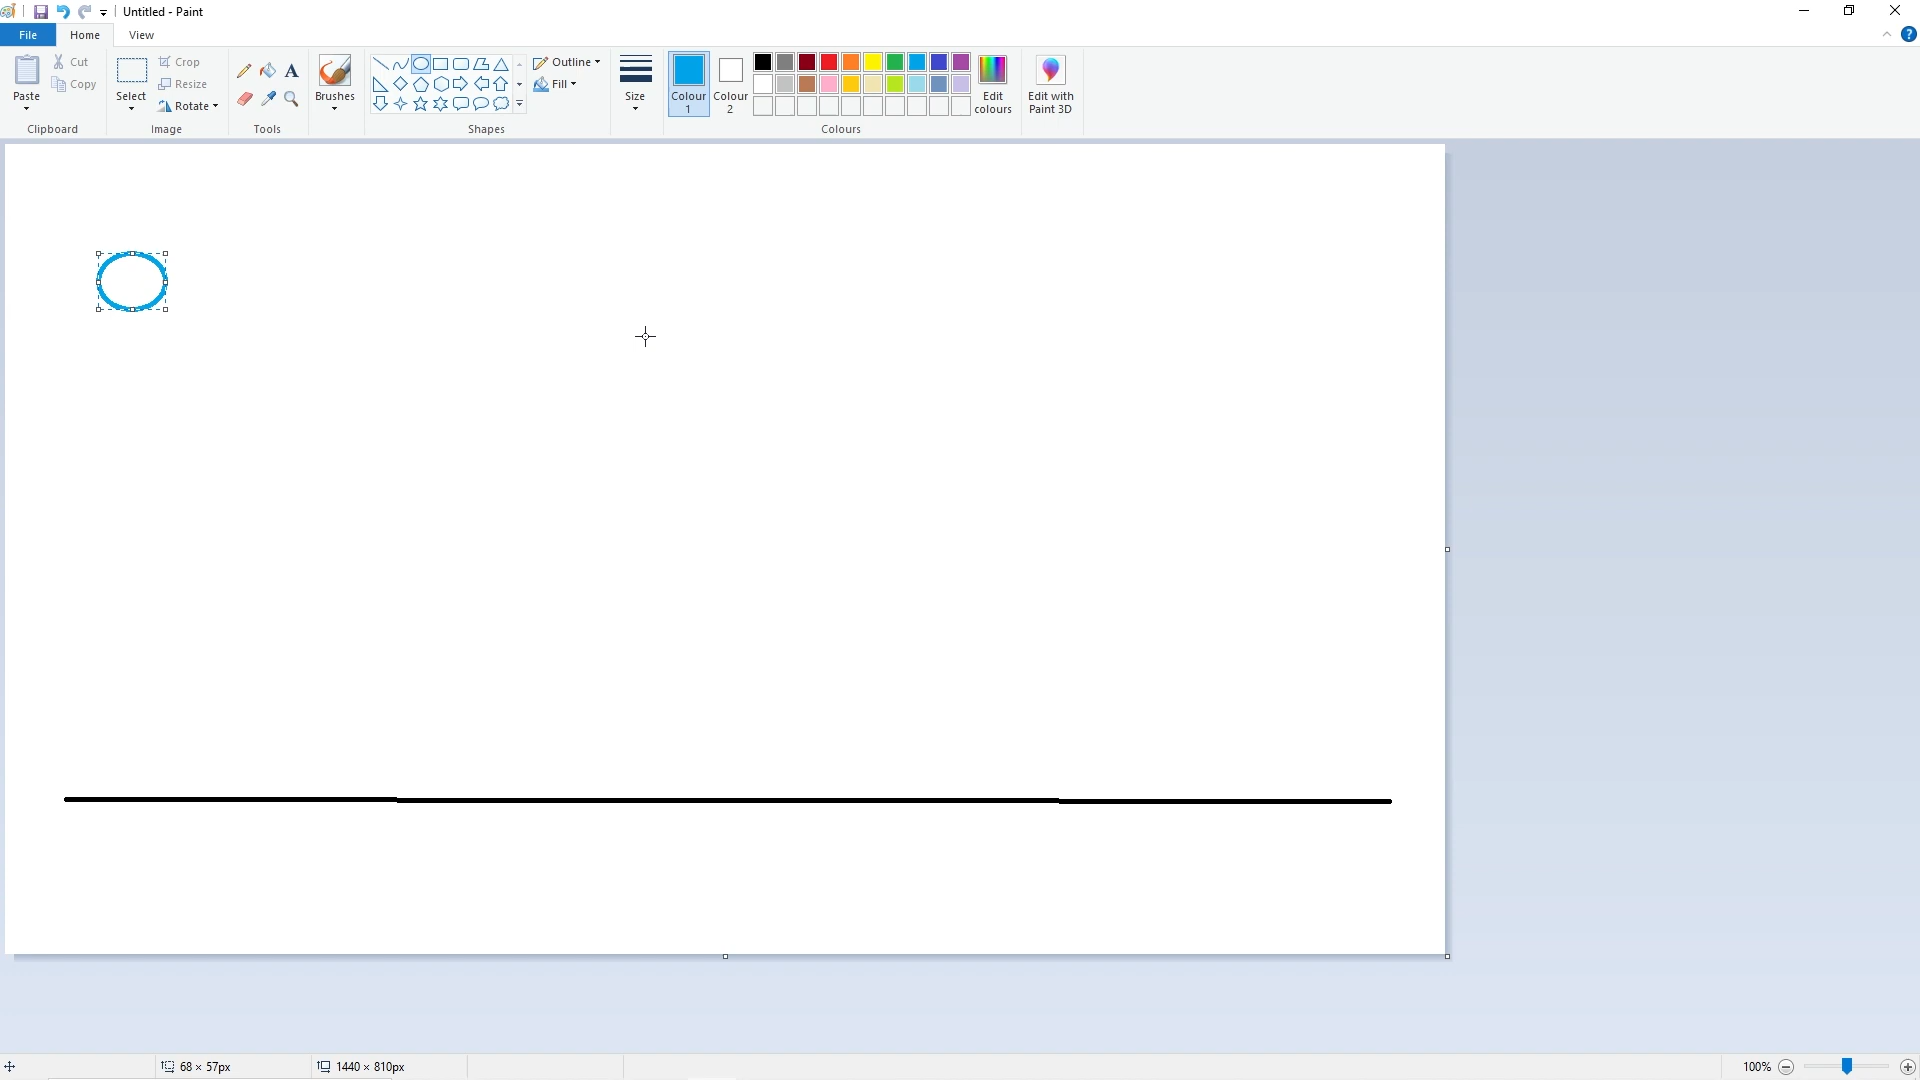 Untitled - Paint
File Home View
Paste
Cut
Copy
Clipboard
Select
Crop
Resize
Rotate
Image
A
Tools
Brushes
Shapes
Outline
Fill
Size
Colour 1
Colour 2
Colours
Edit colours
Edit with Paint 3D
?
68 × 57px
1440 × 810px
100%